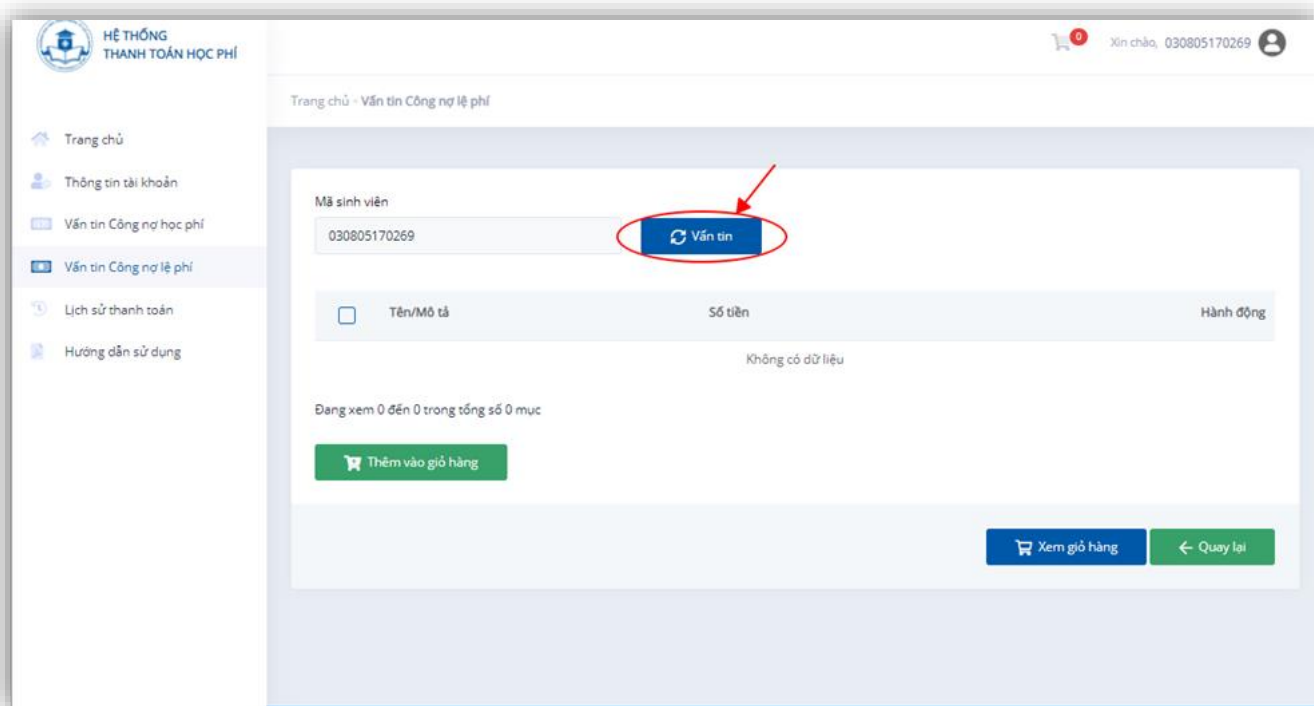 HỆ THỐNG
THANH TOÁN HỌC PHÍ
0
Xin chào, 030805170269
Trang chủ - Vấn tin Công nợ lệ phí
Trang chủ
Thông tin tài khoản
Vấn tin Công nợ học phí
Vấn tin Công nợ lệ phí
Lịch sử thanh toán
Hướng dẫn sử dụng
Mã sinh viên
030805170269
Vấn tin
Tên/Mô tả
Số tiền
Hành động
Không có dữ liệu
Đang xem 0 đến 0 trong tổng số 0 mục
Thêm vào giỏ hàng
Xem giỏ hàng
Quay lại